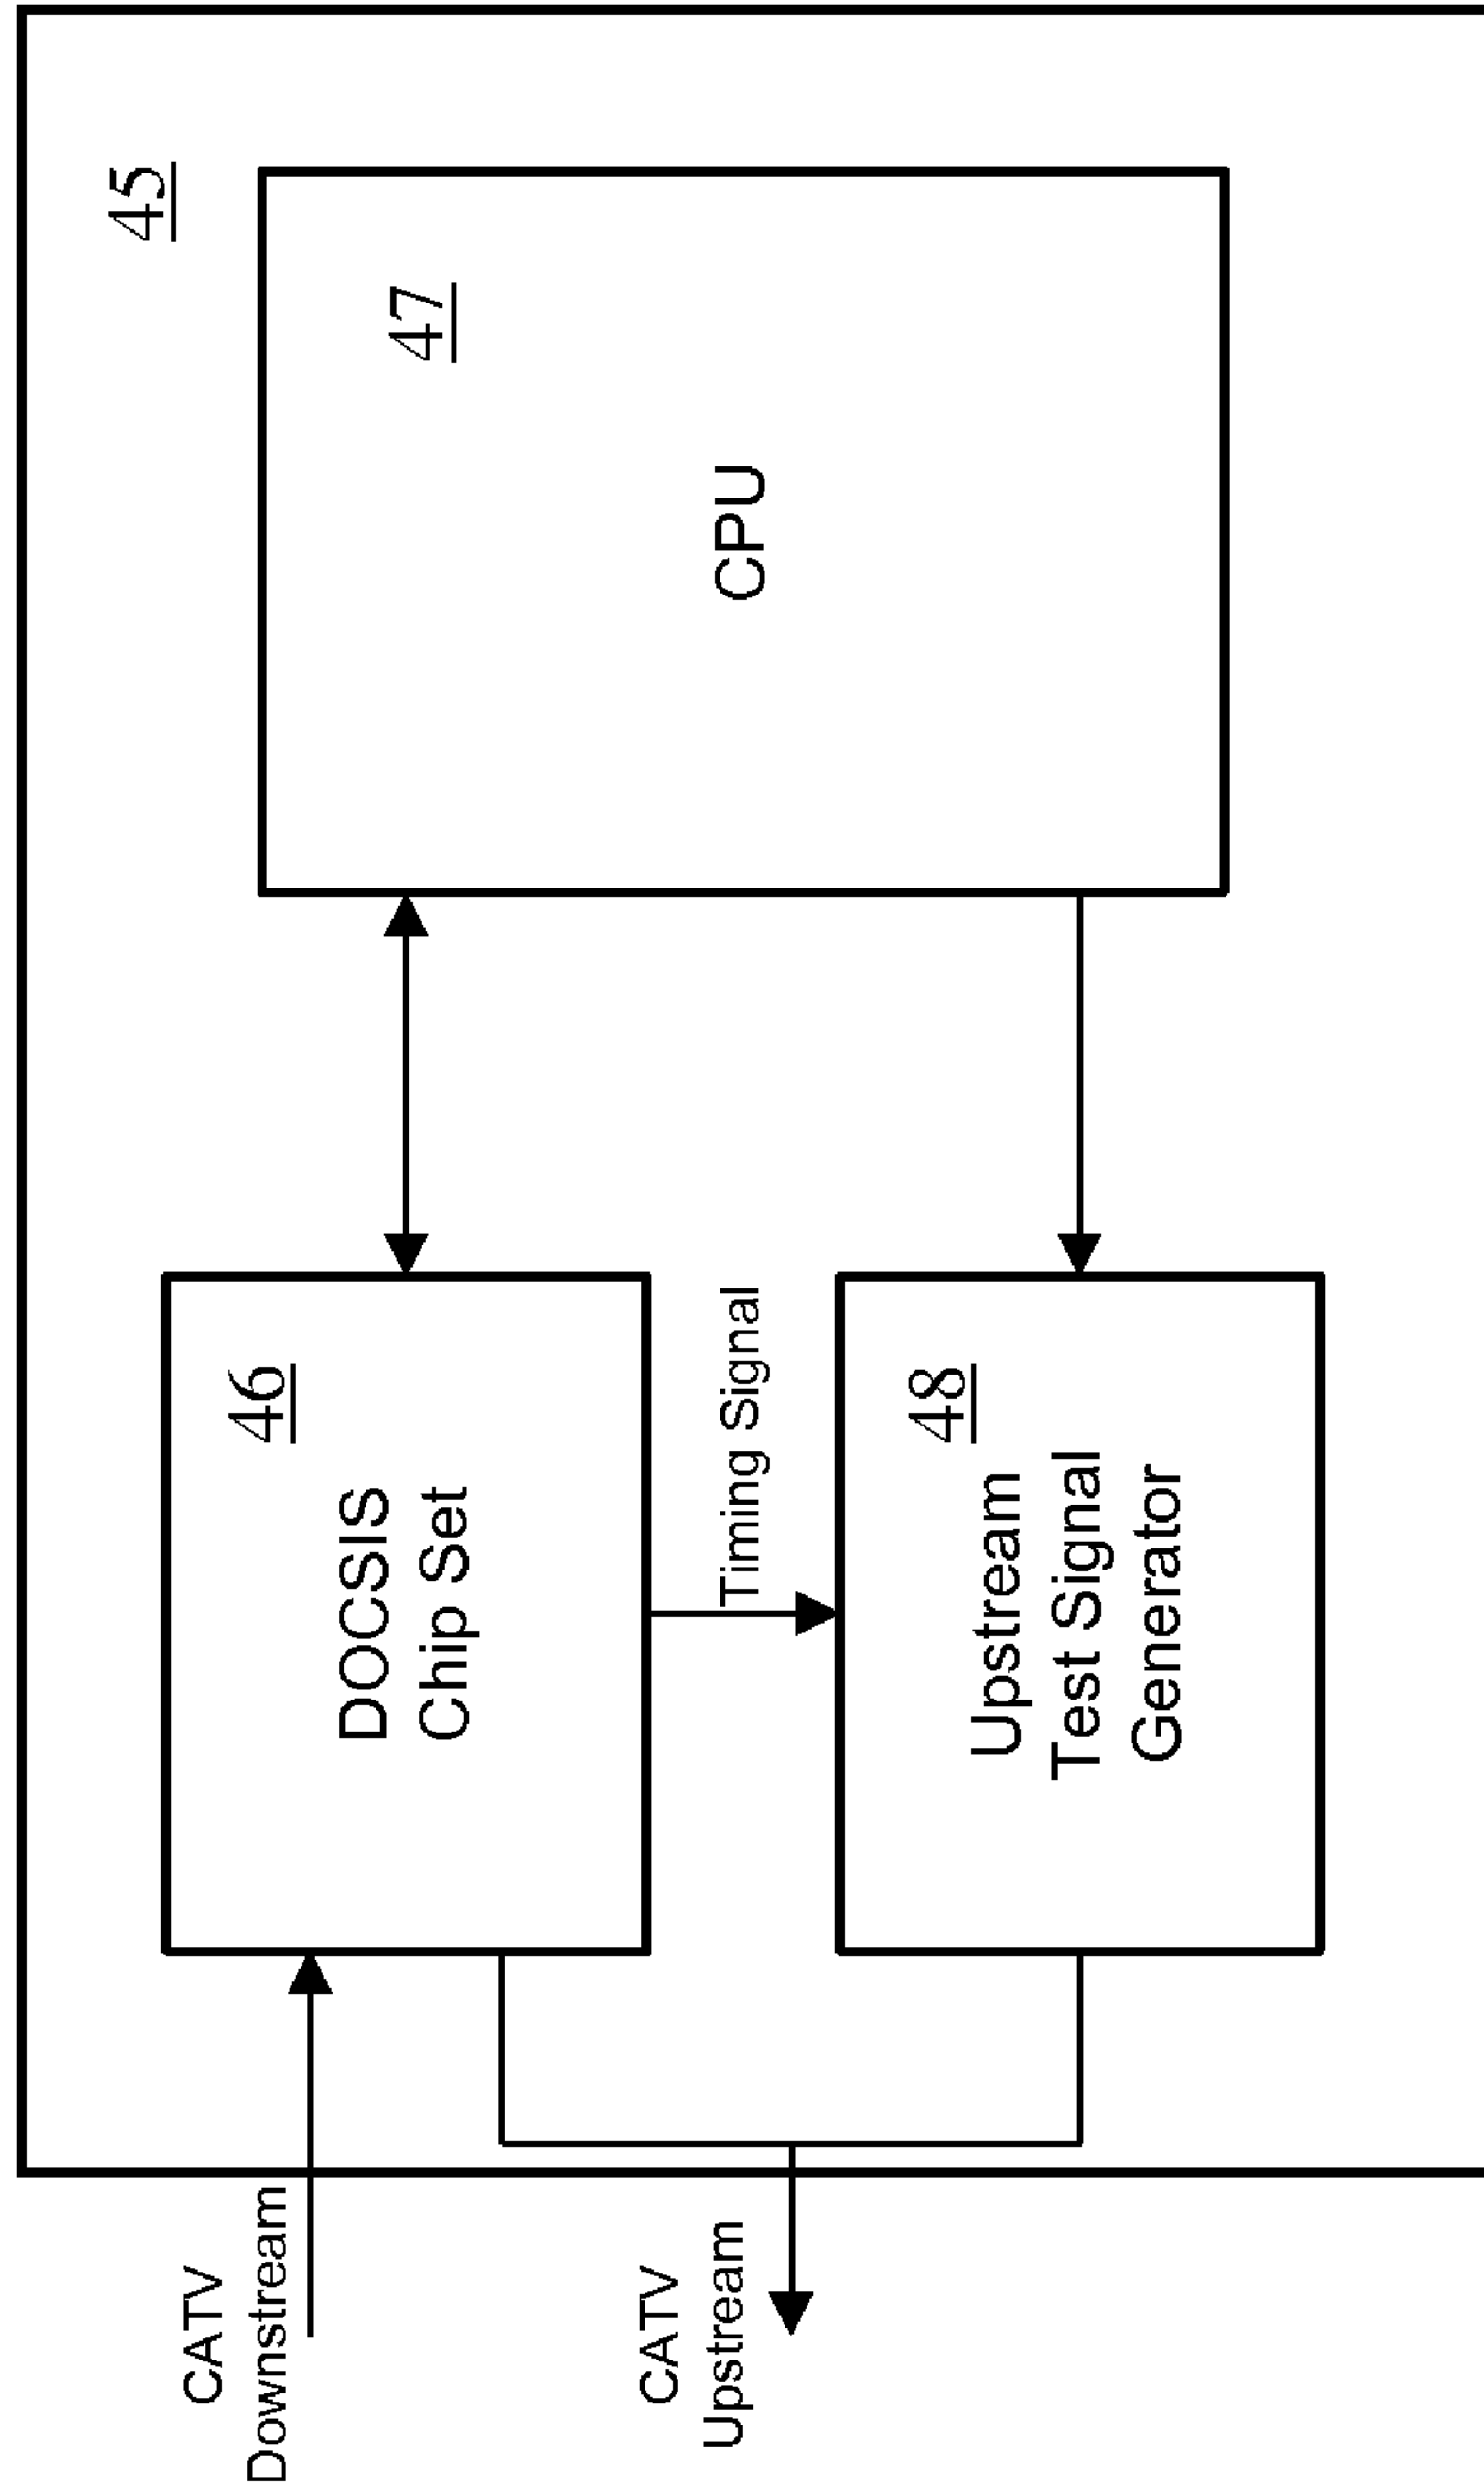 45
CATV
Downstream
46
DOCSIS
Chip Set
47
CPU
Timing Signal
CATV
Upstream
48
Upstream
Test Signal
Generator